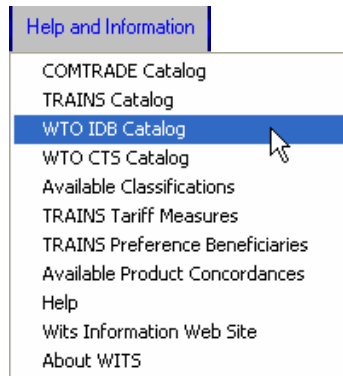 Help and Information
COMTRADE Catalog
TRAINS Catalog
WTO IDB Catalog
WTO CTS Catalog
Available Classifications
TRAINS Tariff Measures
TRAINS Preference Beneficiaries
Available Product Concordances
Help
Wits Information Web Site
About WITS